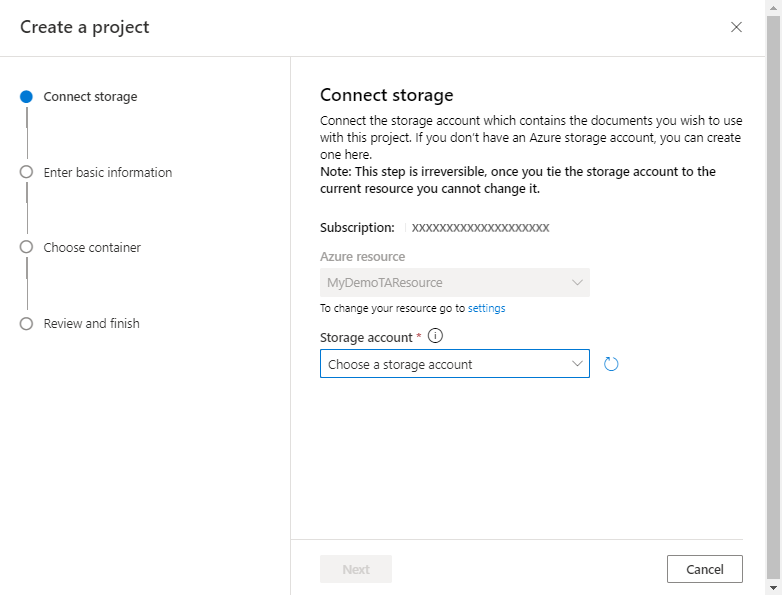 Create a project
Connect storage
Enter basic information
Choose container
Review and finish
Connect storage
Connect the storage account which contains the documents you wish to use
with this project. If you don't have an Azure storage account, you can create
one here.
Note: This step is irreversible, once you tie the storage account to the
current resource you cannot change it.
Subscription: XXXXXXXXXXXXXXXXXXXX
Azure resource
MyDemoTAResource
To change your resource go to settings
Storage account *
Choose a storage account
Next
Cancel